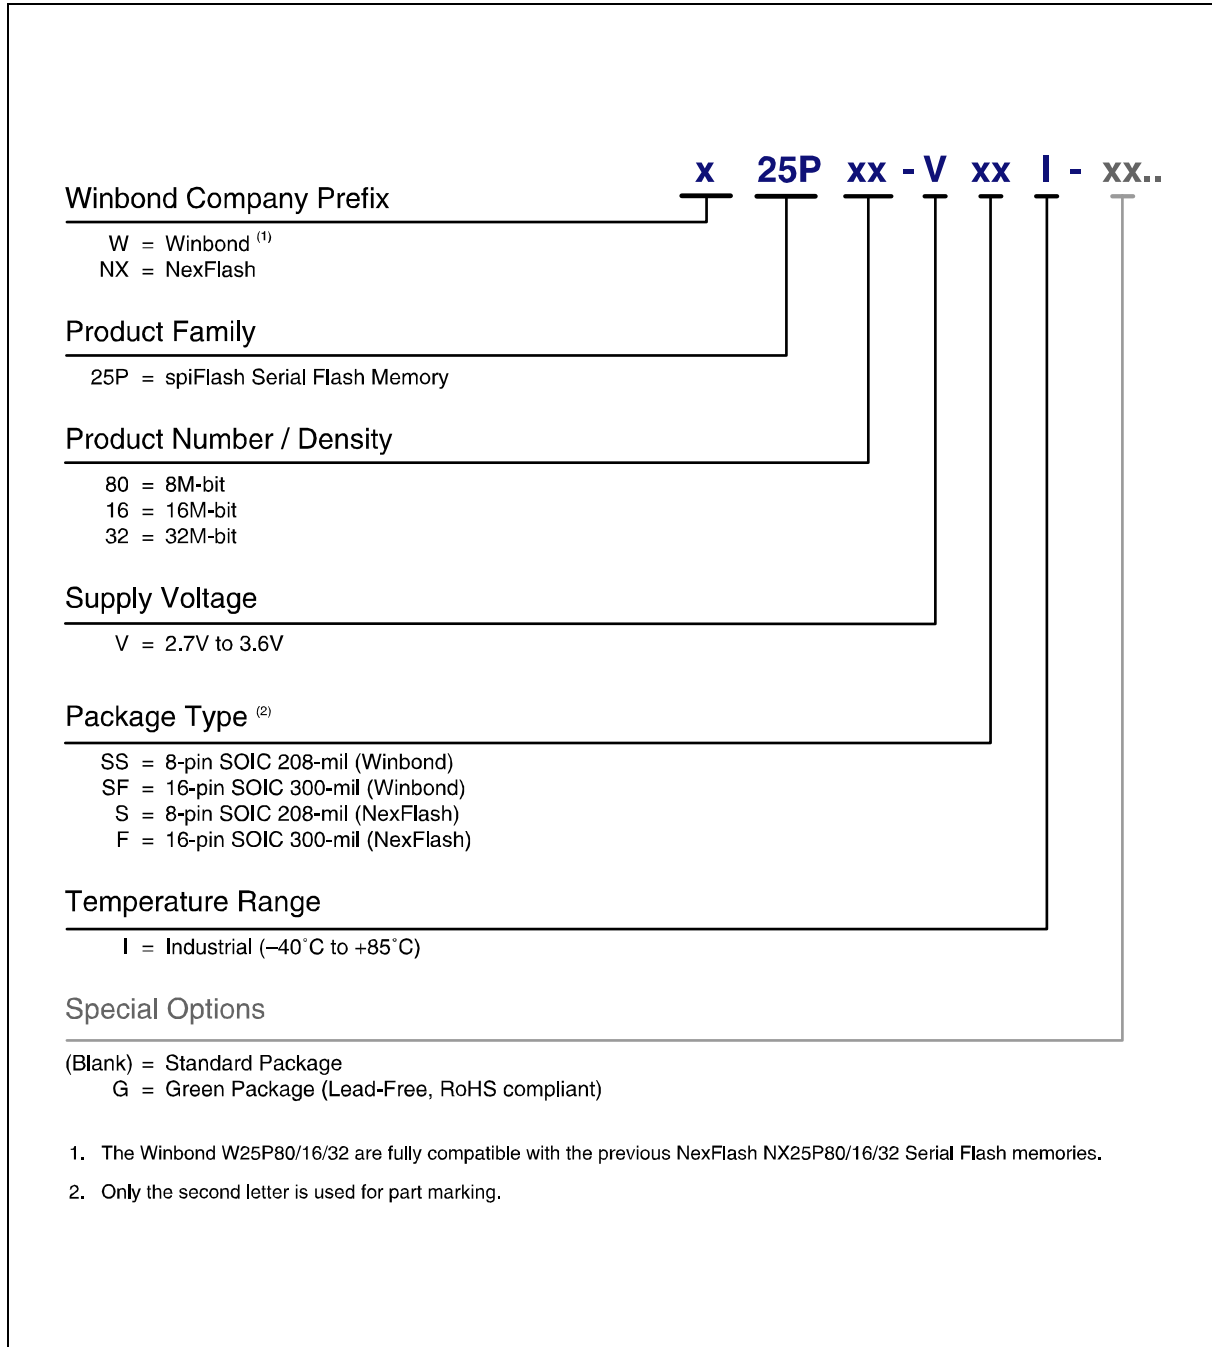 x 25P xx - V xx I - xx..
Winbond Company Prefix
W = Winbond (1)
NX = NexFlash
Product Family
25P = spiFlash Serial Flash Memory
Product Number / Density
80 = 8M-bit
16 = 16M-bit
32 = 32M-bit
Supply Voltage
V = 2.7V to 3.6V
Package Type (2)
SS = 8-pin SOIC 208-mil (Winbond)
SF = 16-pin SOIC 300-mil (Winbond)
S = 8-pin SOIC 208-mil (NexFlash)
F = 16-pin SOIC 300-mil (NexFlash)
Temperature Range
I = Industrial (–40˚C to +85˚C)
Special Options
(Blank) = Standard Package
G = Green Package (Lead-Free, RoHS compliant)
1. The Winbond W25P80/16/32 are fully compatible with the previous NexFlash NX25P80/16/32 Serial Flash memories.
2. Only the second letter is used for part marking.